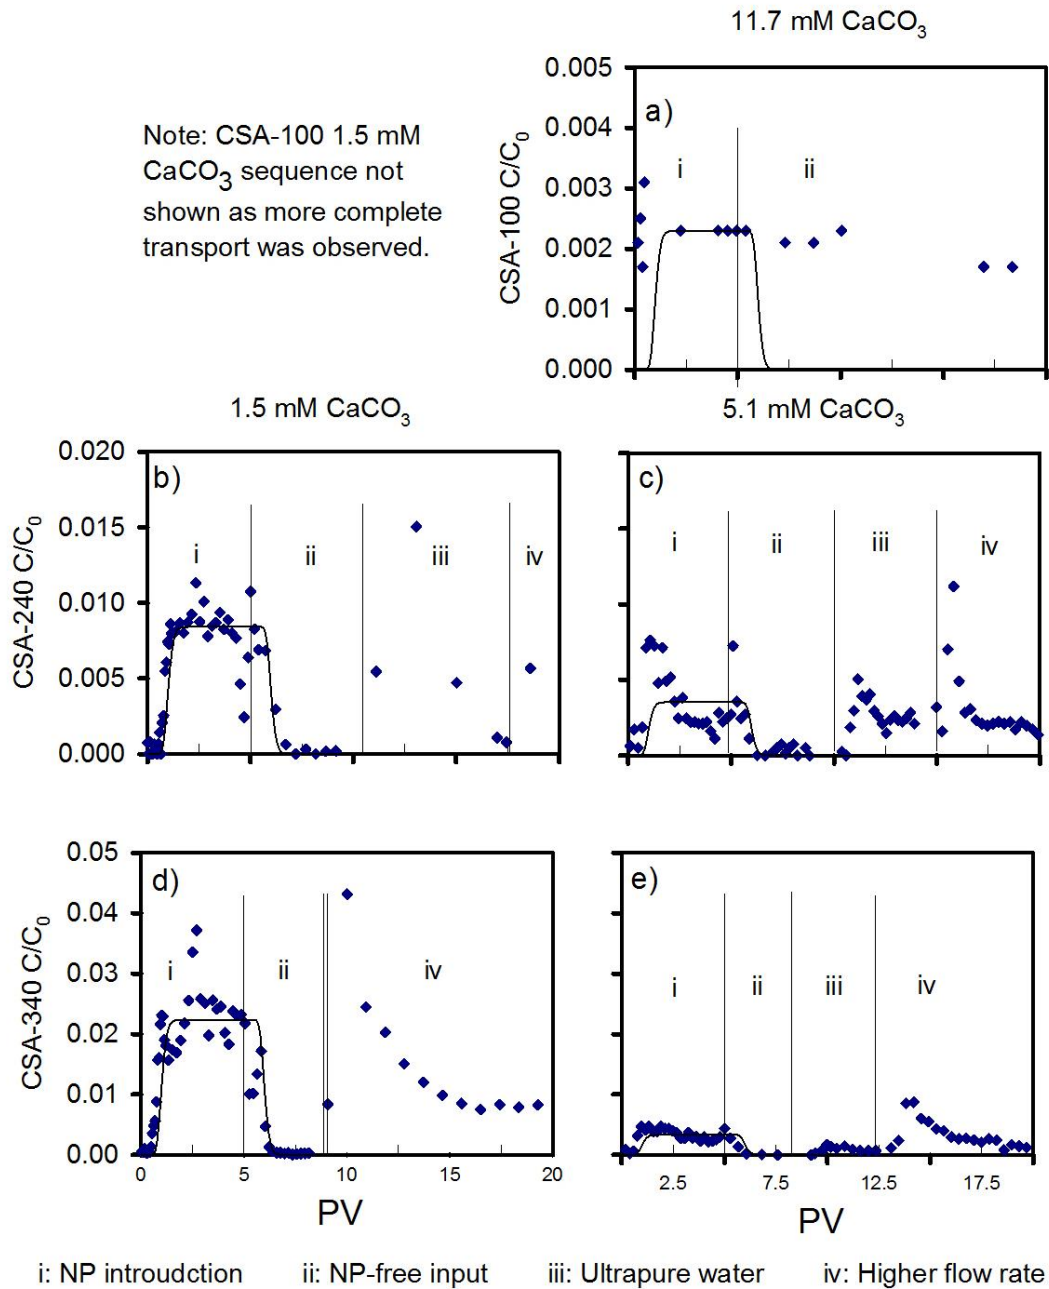 11.7 mM CaCO3
Note: CSA-100 1.5 mM
CaCO3 sequence not
shown as more complete
transport was observed.
CSA-100 C/C0
0.005
0.004
0.003
0.002
0.001
0.000
a)
i
ii
1.5 mM CaCO3
5.1 mM CaCO3
CSA-240 C/C0
0.020
0.015
0.010
0.005
0.000
b)
i
ii
iii
iv
c)
i
ii
iii
iv
CSA-340 C/C0
0.05
0.04
0.03
0.02
0.01
0.00
d)
i
ii
iv
0
5
10
15
20
PV
e)
i
ii
iii
iv
2.5
7.5
12.5
17.5
PV
i: NP introudction ii: NP-free input iii: Ultrapure water iv: Higher flow rate